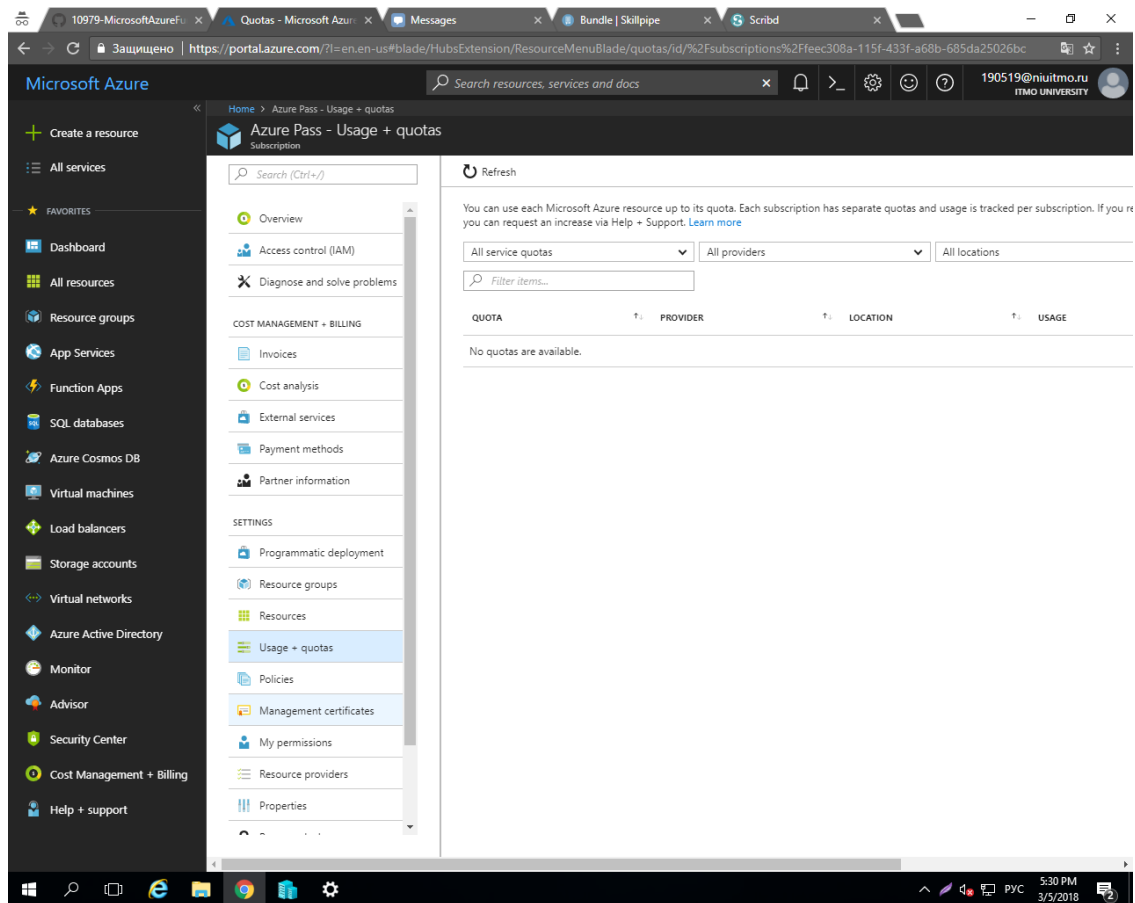 10979-MicrosoftAzureFu
Quotas - Microsoft Azure
Messages
Bundle | Skillpipe
Scribd
Защищено | https://portal.azure.com/?l=en.en-us#blade/HubsExtension/ResourceMenuBlade/quotas/id/%2Fsubscriptions%2Ffeec308a-115f-433f-a68b-685da25026bc
Microsoft Azure
Search resources, services and docs
190519@niuitmo.ru
ITMO UNIVERSITY
Create a resource
All services
FAVORITES
Dashboard
All resources
Resource groups
App Services
Function Apps
SQL databases
Azure Cosmos DB
Virtual machines
Load balancers
Storage accounts
Virtual networks
Azure Active Directory
Monitor
Advisor
Security Center
Cost Management + Billing
Help + support
Home > Azure Pass - Usage + quotas
Azure Pass - Usage + quotas
Subscription
Search (Ctrl+/)
Overview
Access control (IAM)
Diagnose and solve problems
COST MANAGEMENT + BILLING
Invoices
Cost analysis
External services
Payment methods
Partner information
SETTINGS
Programmatic deployment
Resource groups
Resources
Usage + quotas
Policies
Management certificates
My permissions
Resource providers
Properties
Refresh
You can use each Microsoft Azure resource up to its quota. Each subscription has separate quotas and usage is tracked per subscription. If you re
you can request an increase via Help + Support. Learn more
All service quotas
All providers
All locations
Filter items...
QUOTA PROVIDER LOCATION USAGE
No quotas are available.
РУС
5:30 PM
3/5/2018
2